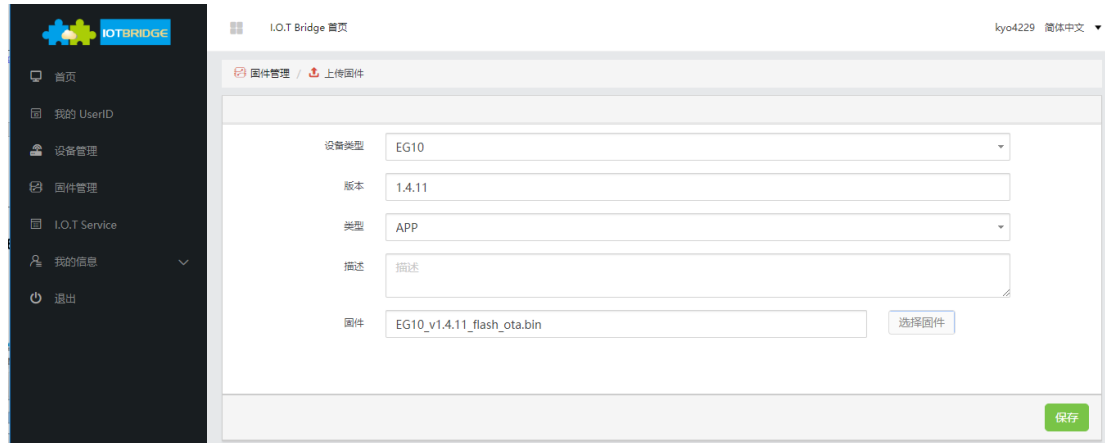 IOTBRIDGE
I.O.T Bridge 首页
kyo4229 简体中文
首页
我的 UserID
设备管理
固件管理
I.O.T Service
我的信息
退出
固件管理 / 上传固件
设备类型 EG10
版本 1.4.11
类型 APP
描述 描述
固件 EG10_v1.4.11_flash_ota.bin 选择固件
保存